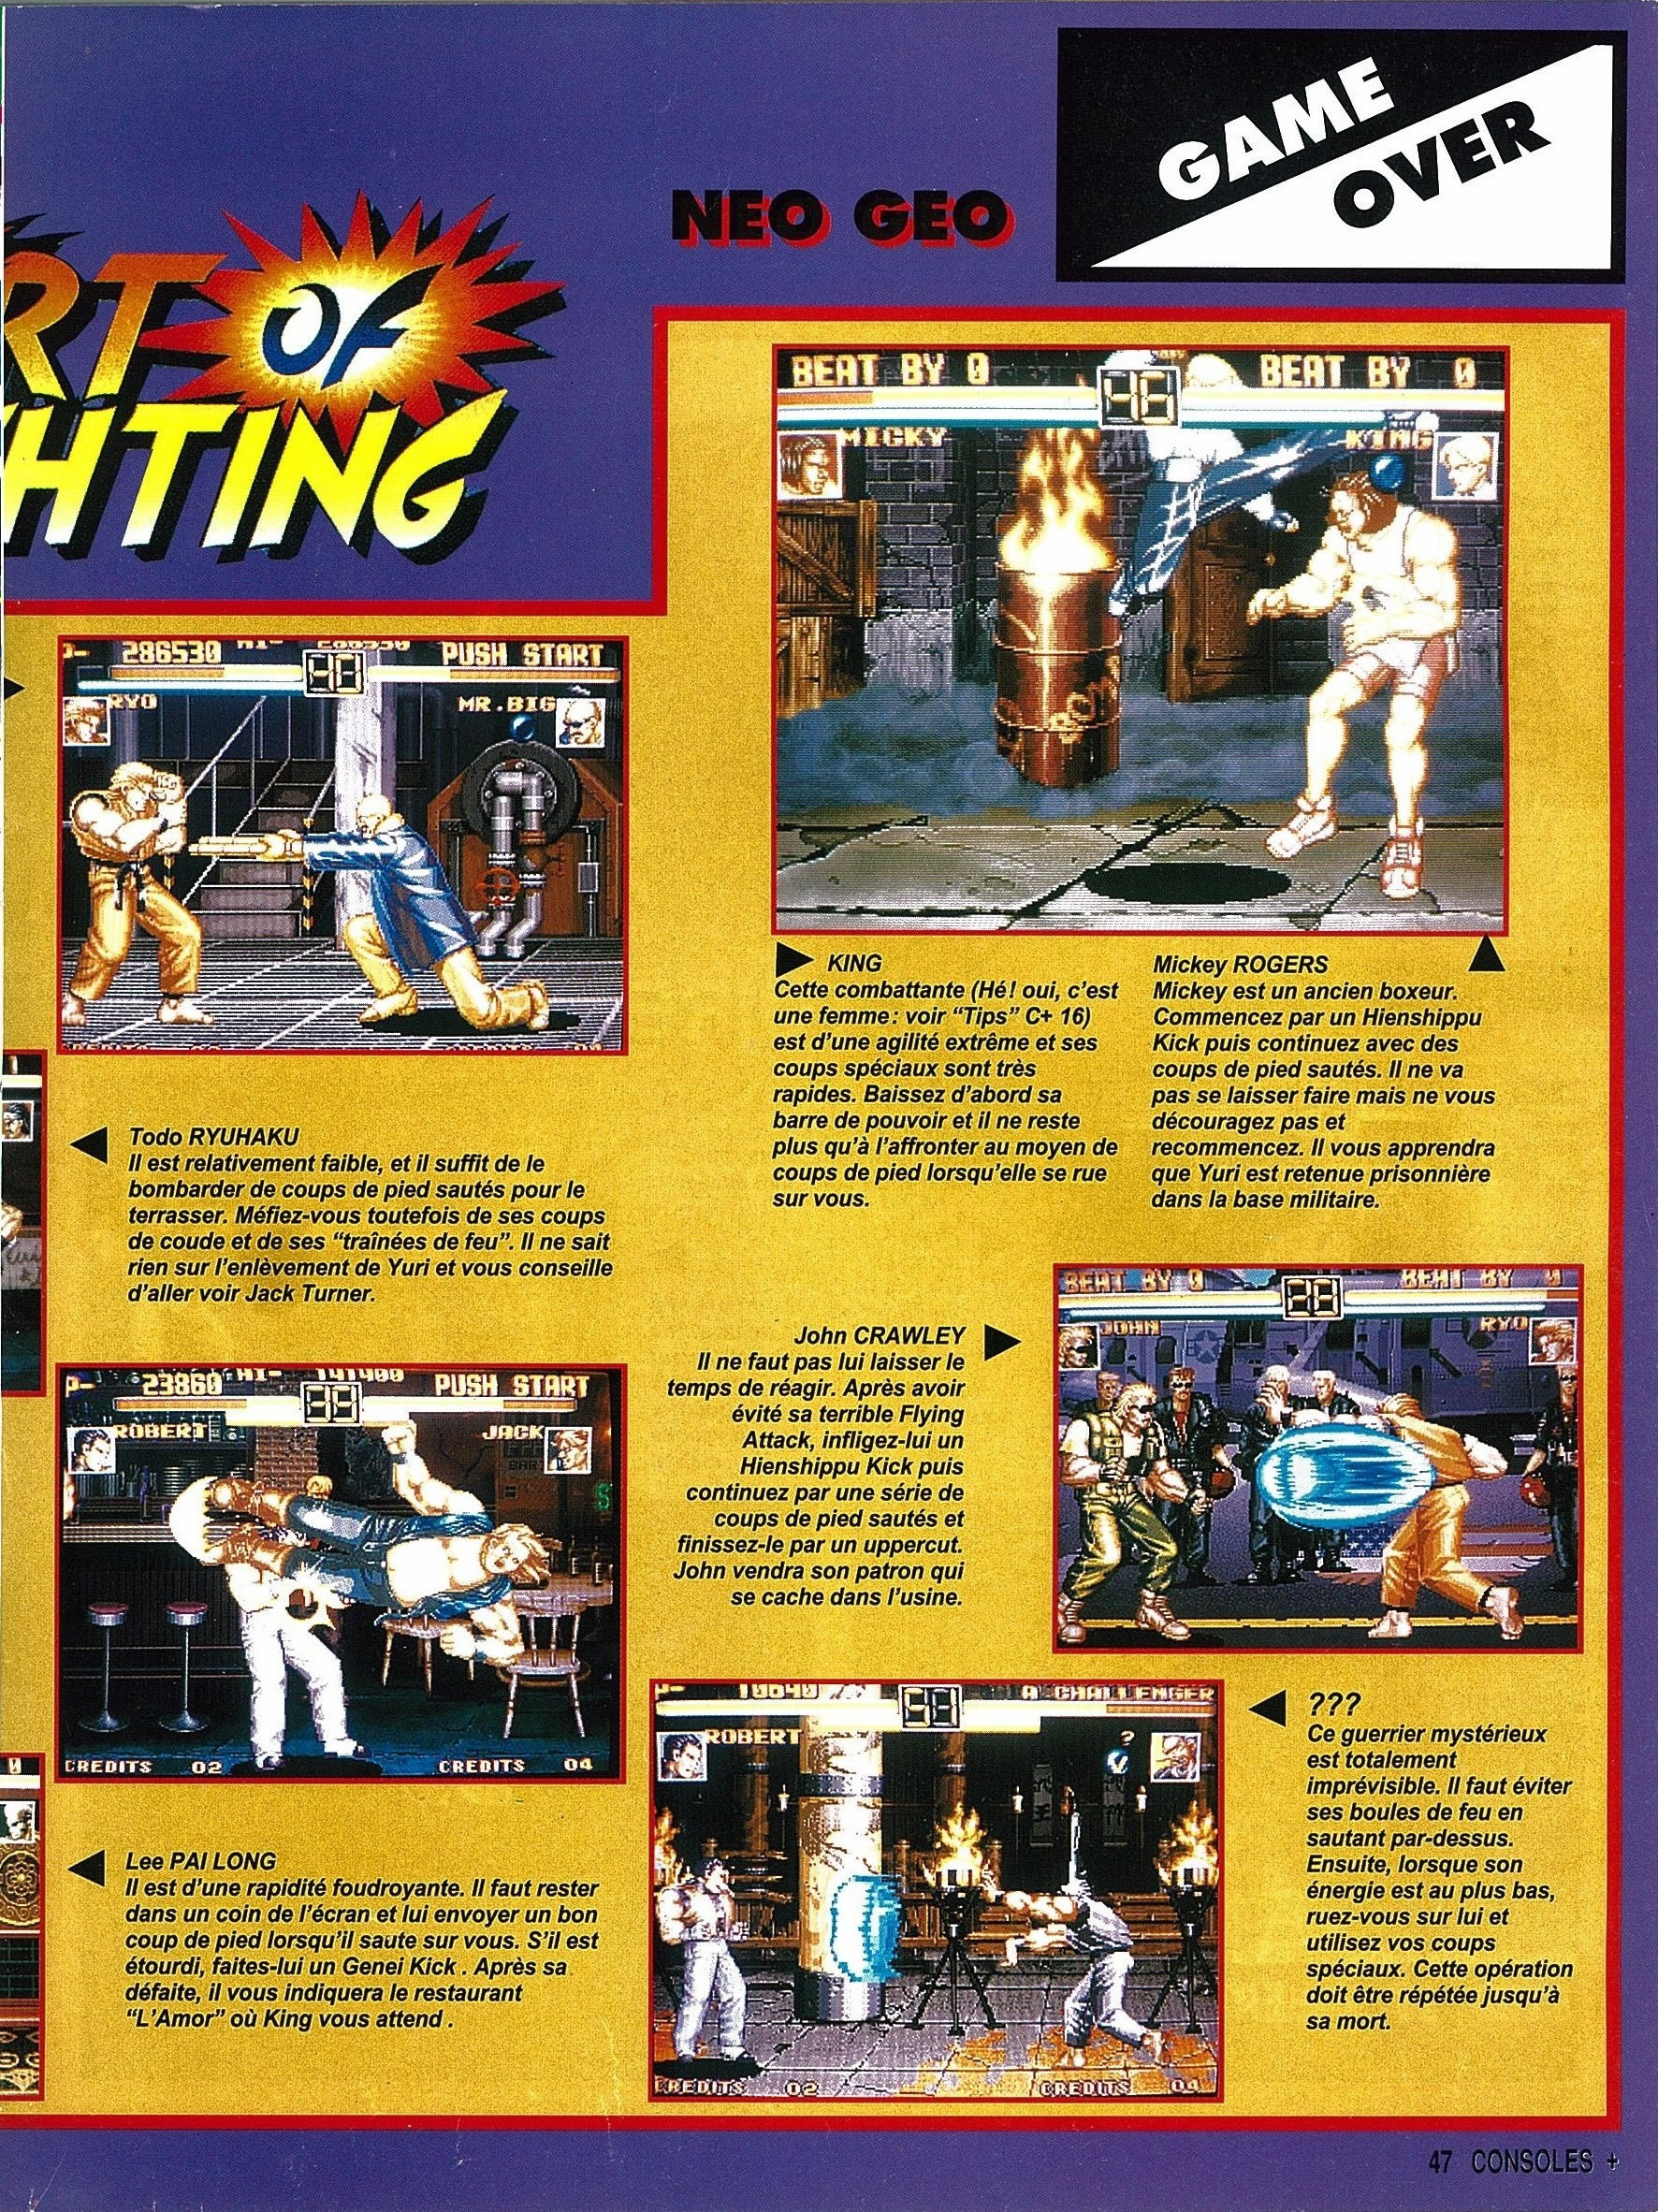 GAME
OVER
NEO GEO
RT OF
HTING
BEAT BY 0
46
BEAT BY 0
MICKY
KING
286530
PUSH START
RYO
MR.BIG
KING
Cette combattante (Hé! oui, c'est
une femme: voir "Tips" C+ 16)
est d'une agilité extrême et ses
coups spéciaux sont très
rapides. Baissez d'abord sa
barre de pouvoir et il ne reste
plus qu'à l'affronter au moyen de
coups de pied lorsqu'elle se rue
sur vous.
Mickey ROGERS
Mickey est un ancien boxeur.
Commencez par un Hienshippu
Kick puis continuez avec des
coups de pied sautés. Il ne va
pas se laisser faire mais ne vous
découragez pas et
recommencez. Il vous apprendra
que Yuri est retenue prisonnière
dans la base militaire.
Todo RYUHAKU
Il est relativement faible, et il suffit de le
bombarder de coups de pied sautés pour le
terrasser. Méfiez-vous toutefois de ses coups
de coude et de ses "traînées de feu". Il ne sait
rien sur l'enlèvement de Yuri et vous conseille
d'aller voir Jack Turner.
John CRAWLEY
Il ne faut pas lui laisser le
temps de réagir. Après avoir
évité sa terrible Flying
Attack, infligez-lui un
Hienshippu Kick puis
continuez par une série de
coups de pied sautés et
finissez-le par un uppercut.
John vendra son patron qui
se cache dans l'usine.
BEAT BY 0
BEAT BY 0
JOHN
RYO
P- 23860
HI- 141400
PUSH START
39
ROBERT
JACK
BAR
CREDITS 02
CREDITS 04
Lee PAI LONG
Il est d'une rapidité foudroyante. Il faut rester
dans un coin de l'écran et lui envoyer un bon
coup de pied lorsqu'il saute sur vous. S'il est
étourdi, faites-lui un Genei Kick . Après sa
défaite, il vous indiquera le restaurant
"L'Amor" où King vous attend .
10640
A CHALLENGER
59
ROBERT
?
CREDITS 02
CREDITS 04
???
Ce guerrier mystérieux
est totalement
imprévisible. Il faut éviter
ses boules de feu en
sautant par-dessus.
Ensuite, lorsque son
énergie est au plus bas,
ruez-vous sur lui et
utilisez vos coups
spéciaux. Cette opération
doit être répétée jusqu'à
sa mort.
47 CONSOLES +